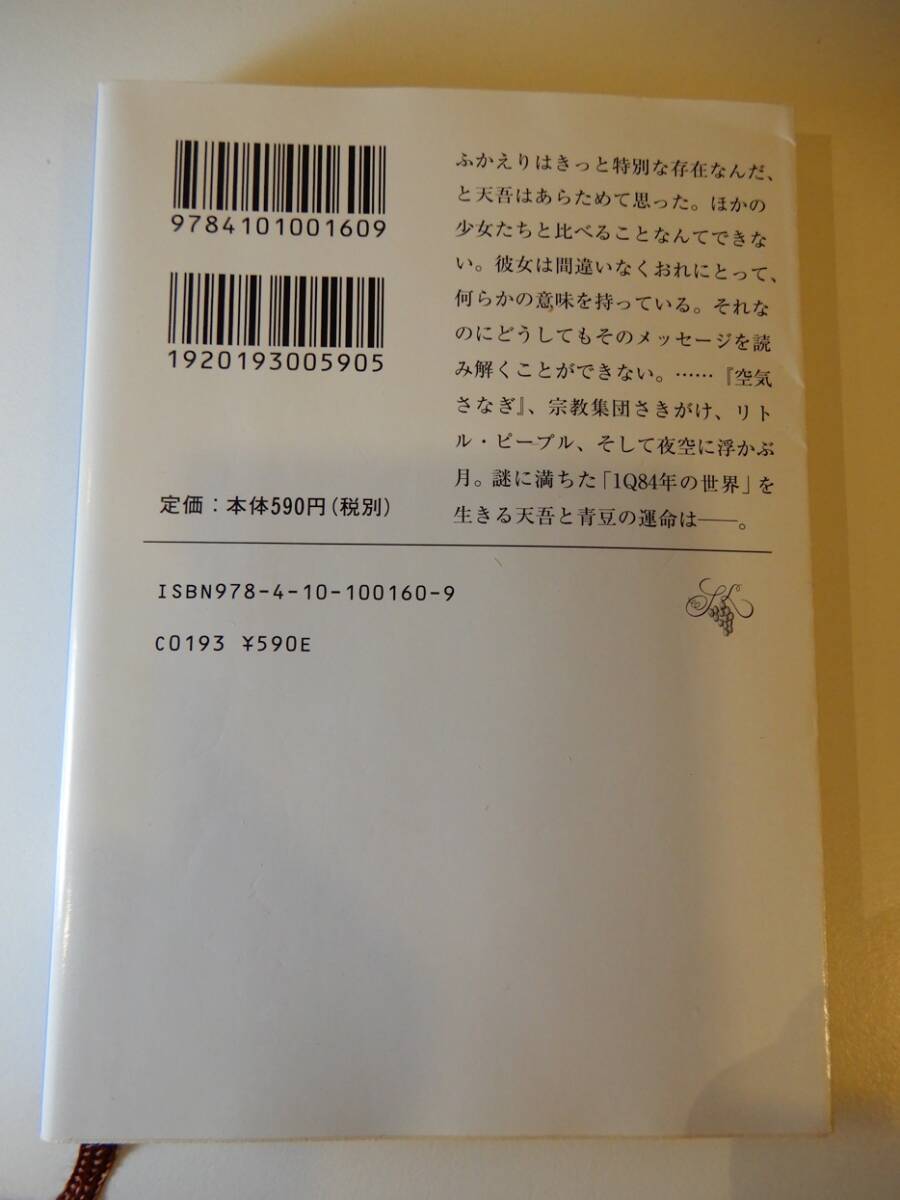 9784101001609
1920193005905
定価：本体590円（税別）
ISBN978-4-10-100160-9
C0193 ¥590E
ふかえりはきっと特別な存在なんだ、
と天吾はあらためて思った。ほかの
少女たちと比べることなんてできな
い。彼女は間違いなくおれにとって、
何らかの意味を持っている。それな
のにどうしてもそのメッセージを読
み解くことができない。……『空気
さなぎ』、宗教集団さきがけ、リト
ル・ピープル、そして夜空に浮かぶ
月。謎に満ちた「1Q84年の世界」を
生きる天吾と青豆の運命は――。